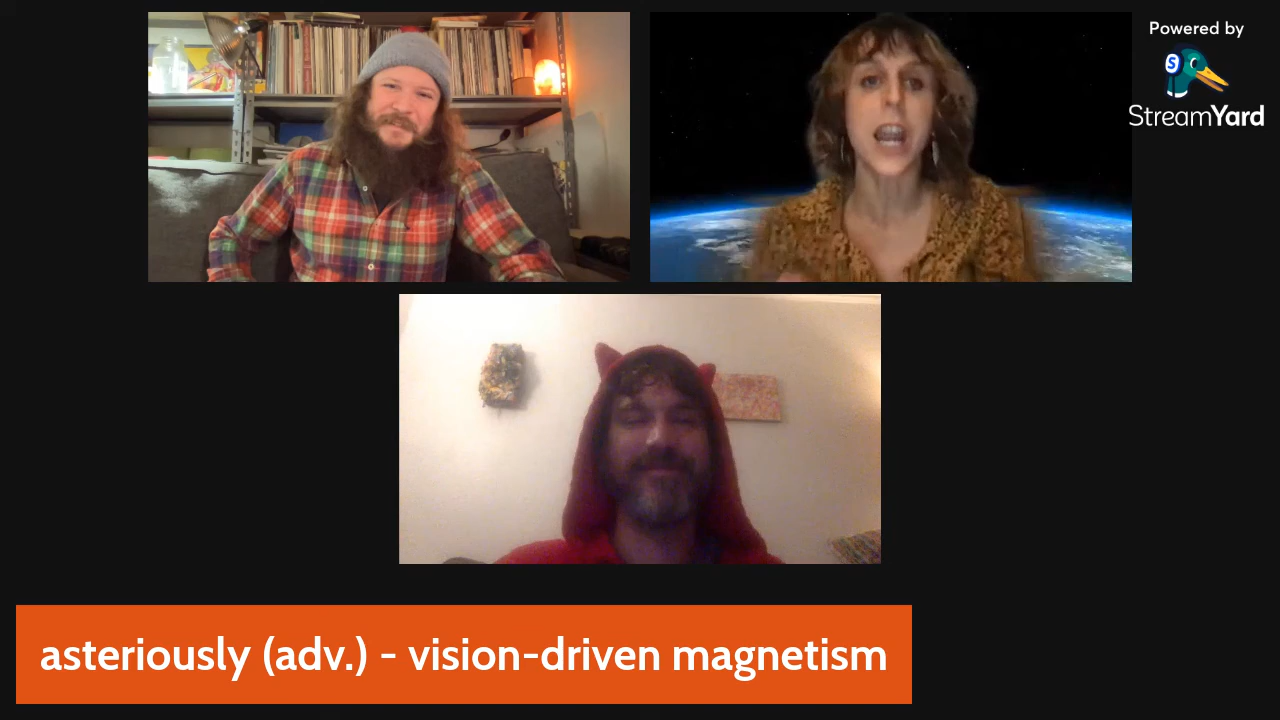 Powered by
S
StreamYard
asteriously (adv.) - vision-driven magnetism